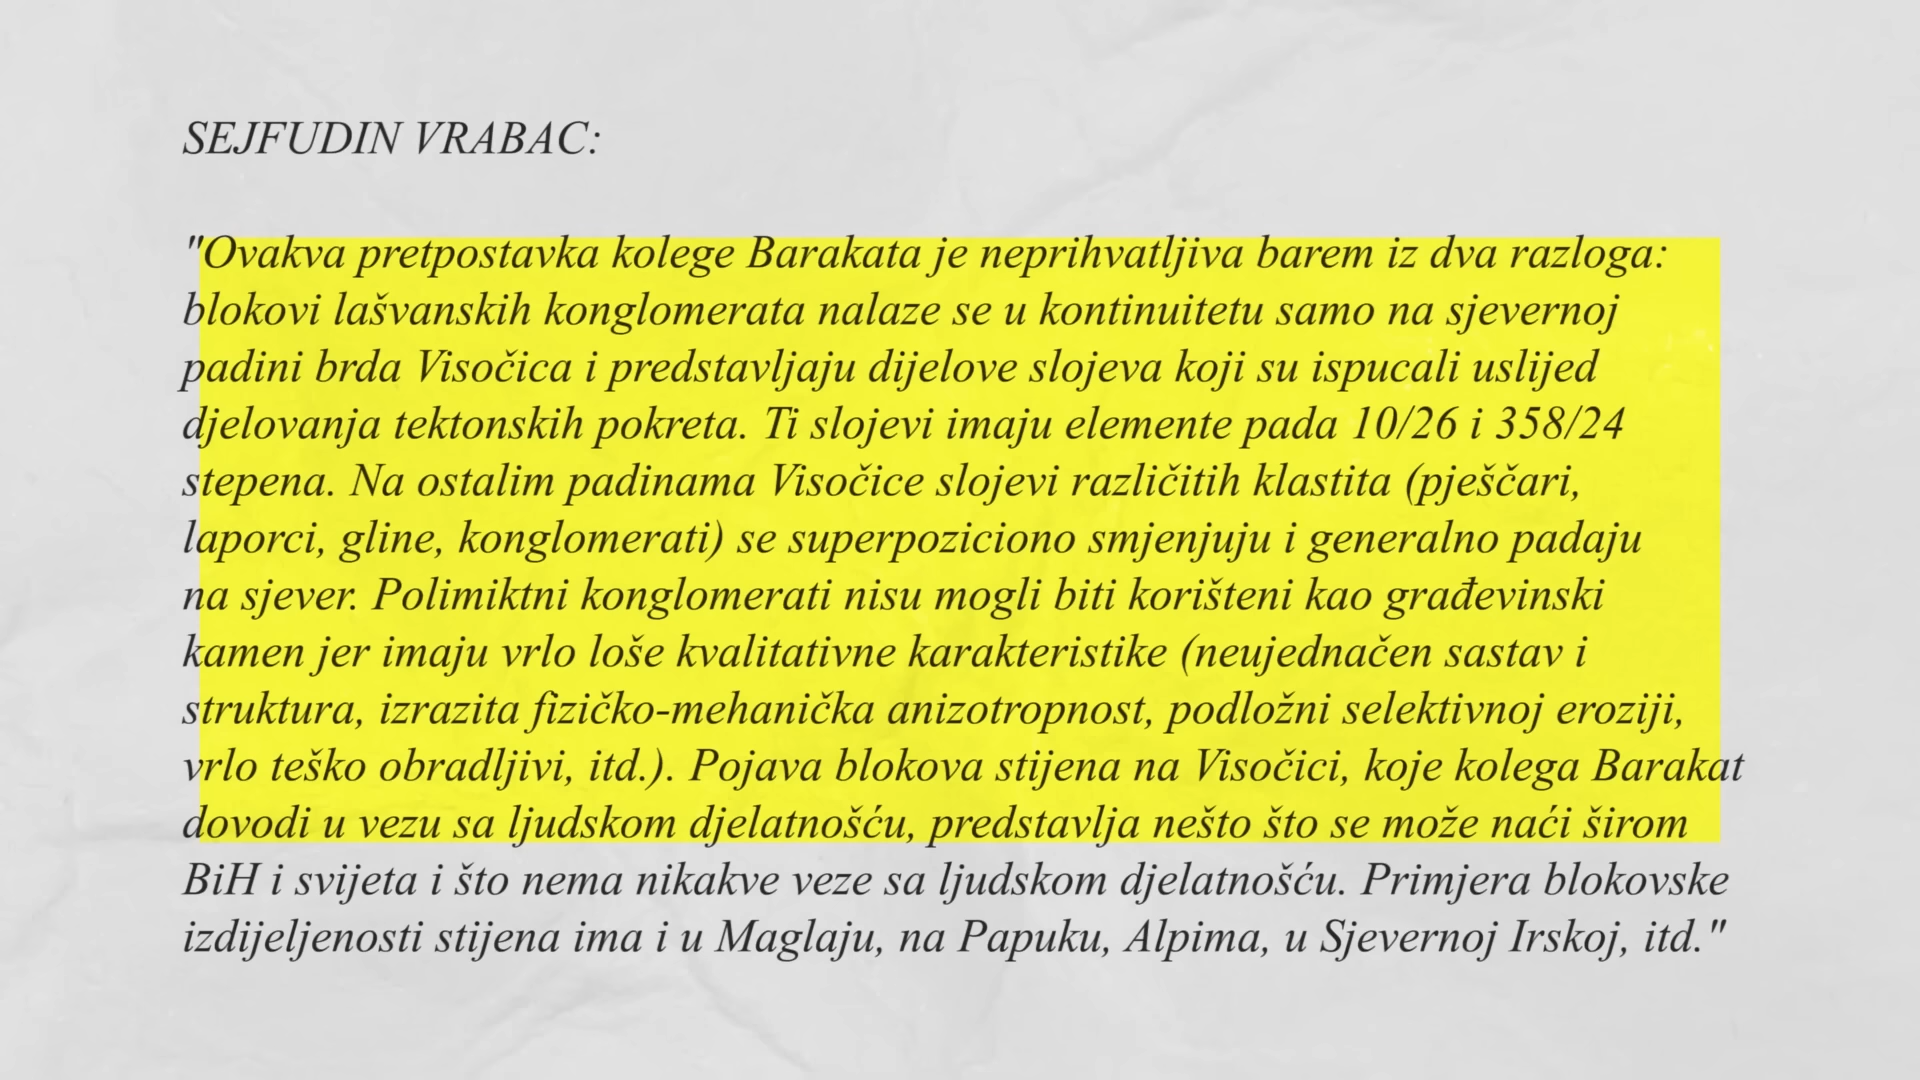 SEJFUDIN VRABAC:
"Ovakva pretpostavka kolege Barakata je neprihvatljiva barem iz dva razloga:
blokovi lašvanskih konglomerata nalaze se u kontinuitetu samo na sjevernoj
padini brda Visočica i predstavljaju dijelove slojeva koji su ispucali uslijed
djelovanja tektonskih pokreta. Ti slojevi imaju elemente pada 10/26 i 358/24
stepena. Na ostalim padinama Visočice slojevi različitih klastita (pješčari,
laporci, gline, konglomerati) se superpoziciono smjenjuju i generalno padaju
na sjever. Polimiktni konglomerati nisu mogli biti korišteni kao građevinski
kamen jer imaju vrlo loše kvalitativne karakteristike (neujednačen sastav i
struktura, izrazita fizičko-mehanička anizotropnost, podložni selektivnoj eroziji,
vrlo teško obradljivi, itd.). Pojava blokova stijena na Visočici, koje kolega Barakat
dovodi u vezu sa ljudskom djelatnošću, predstavlja nešto što se može naći širom
BiH i svijeta i što nema nikakve veze sa ljudskom djelatnošću. Primjera blokovske
izdijeljenosti stijena ima i u Maglaju, na Papuku, Alpima, u Sjevernoj Irskoj, itd."